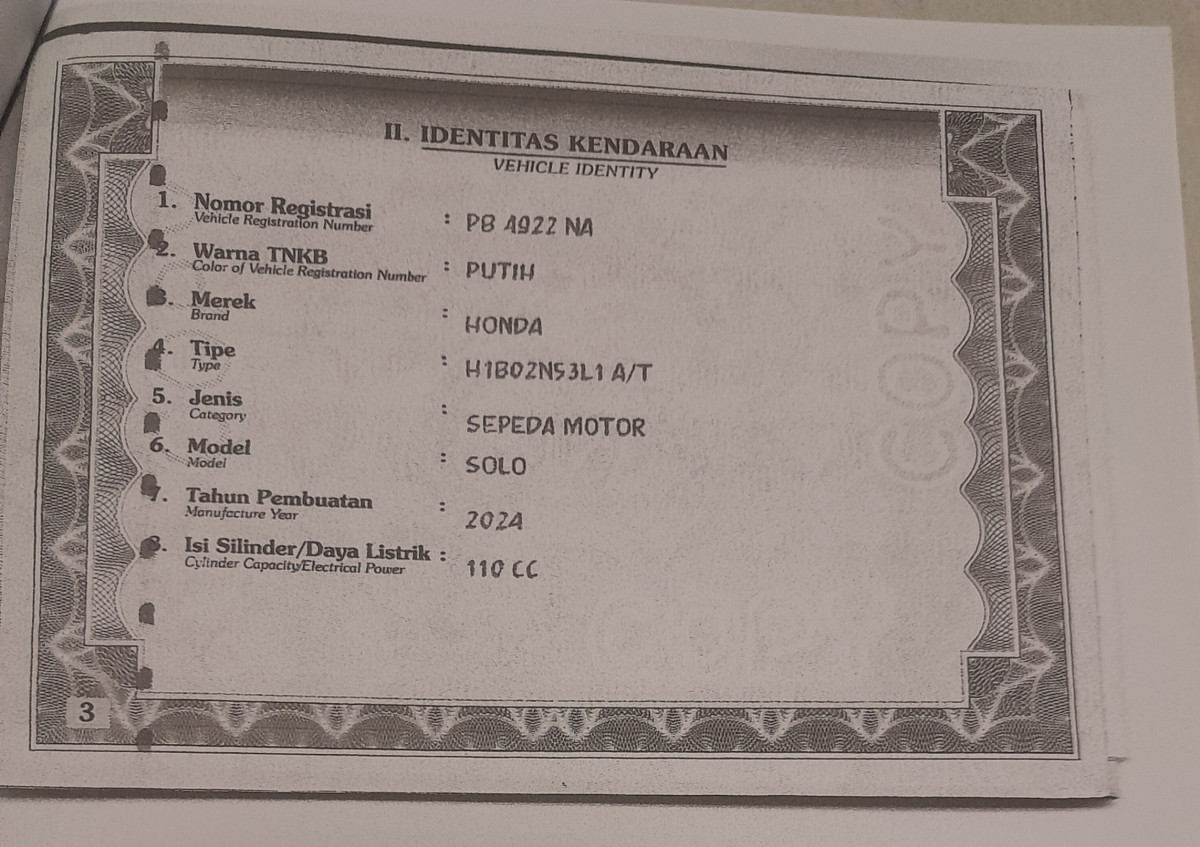 II. IDENTITAS KENDARAAN
VEHICLE IDENTITY
1. Nomor Registrasi : PB 4922 NA
Vehicle Registration Number
2. Warna TNKB : PUTIH
Color of Vehicle Registration Number
3. Merek : HONDA
Brand
4. Tipe : H1B02N53L1 A/T
Type
5. Jenis : SEPEDA MOTOR
Category
6. Model : SOLO
Model
7. Tahun Pembuatan : 2024
Manufacture Year
8. Isi Silinder/Daya Listrik : 110 CC
Cylinder Capacity/Electrical Power
COPY
3